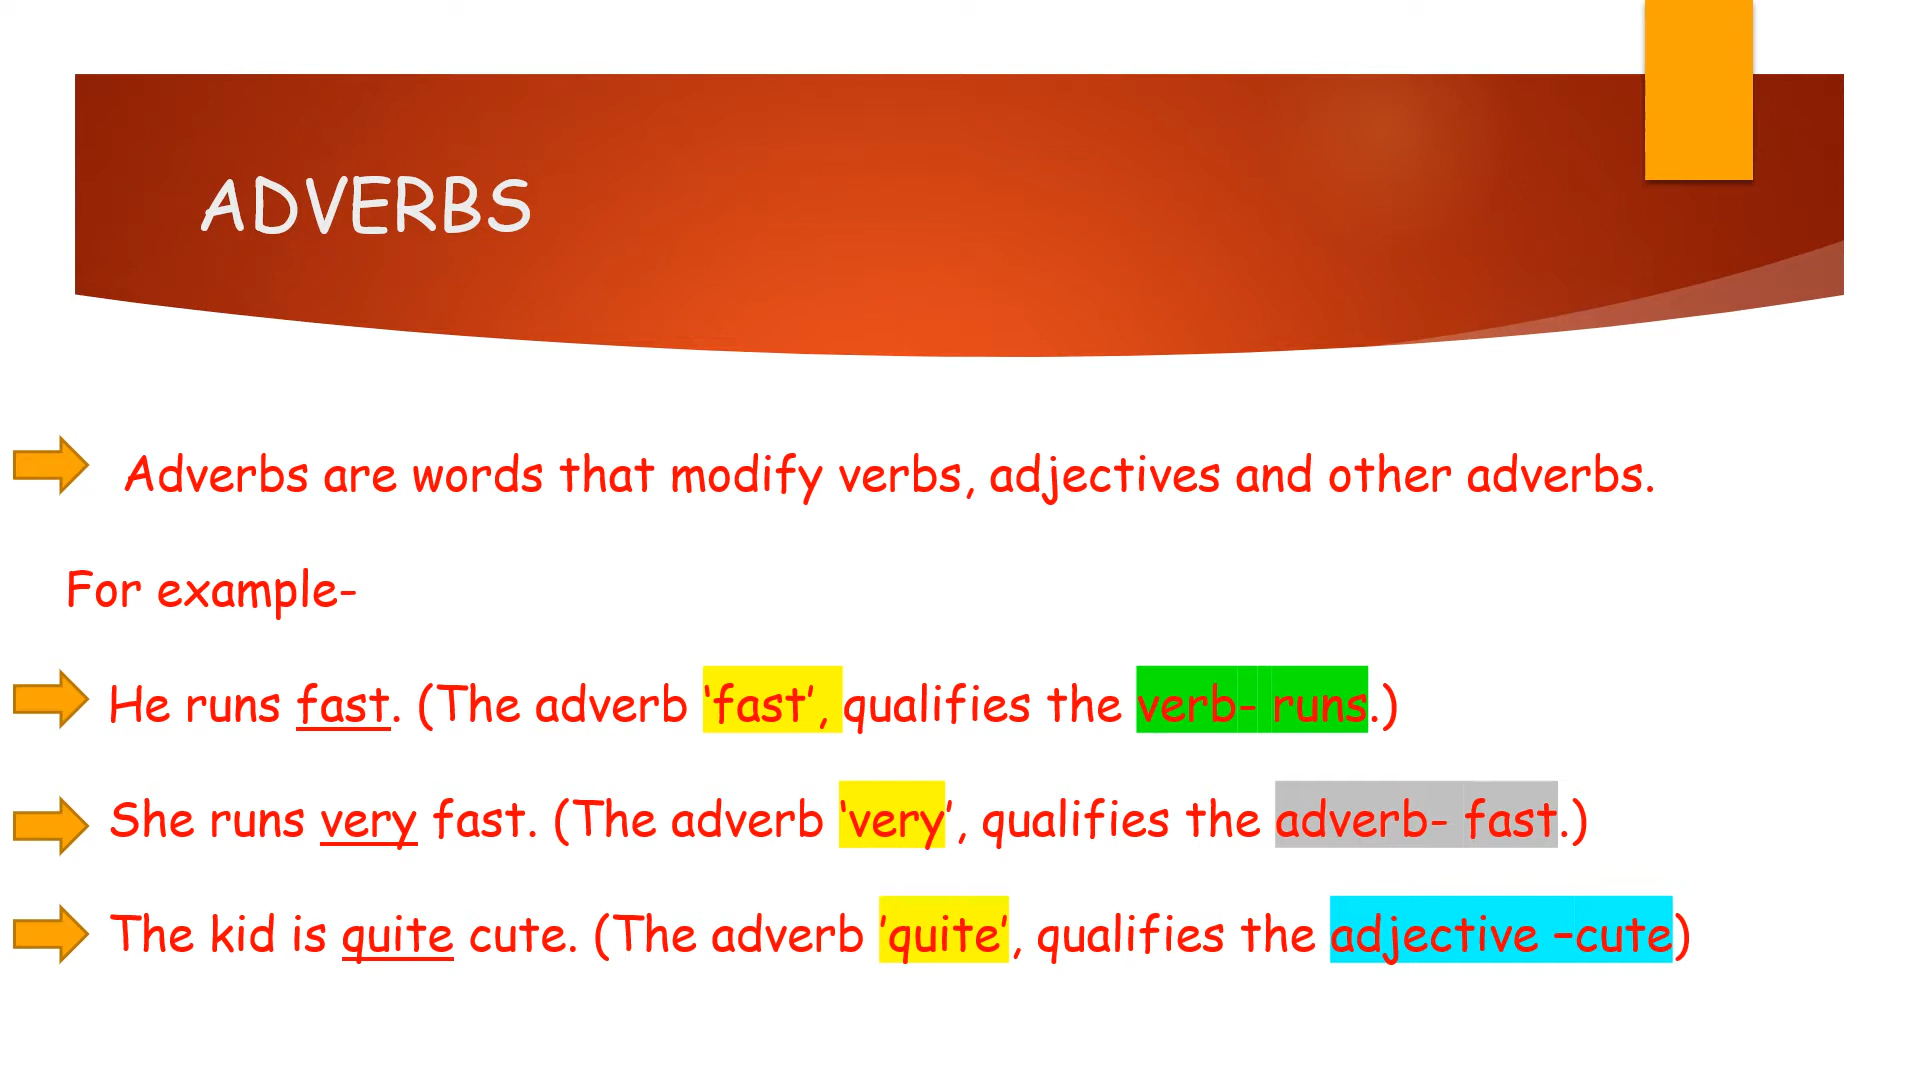 ADVERBS
Adverbs are words that modify verbs, adjectives and other adverbs.
For example-
He runs fast. (The adverb ‘fast’, qualifies the verb- runs.)
She runs very fast. (The adverb ‘very’, qualifies the adverb- fast.)
The kid is quite cute. (The adverb ’quite’, qualifies the adjective –cute)